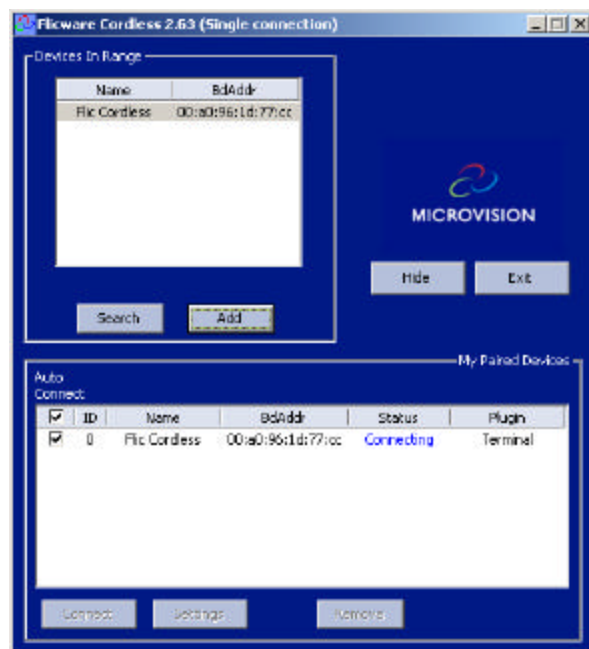 Flicware Cordless 2.63 (Single connection)
Devices In Range
Name BdAddr
Flic Cordless 00:a0:96:1d:77:cc
MICROVISION
Hide Exit
Search Add
My Paired Devices
Auto
Connect
ID Name BdAddr Status Plugin
0 Flic Cordless 00:a0:96:1d:77:cc Connecting Terminal
Connect Settings Remove